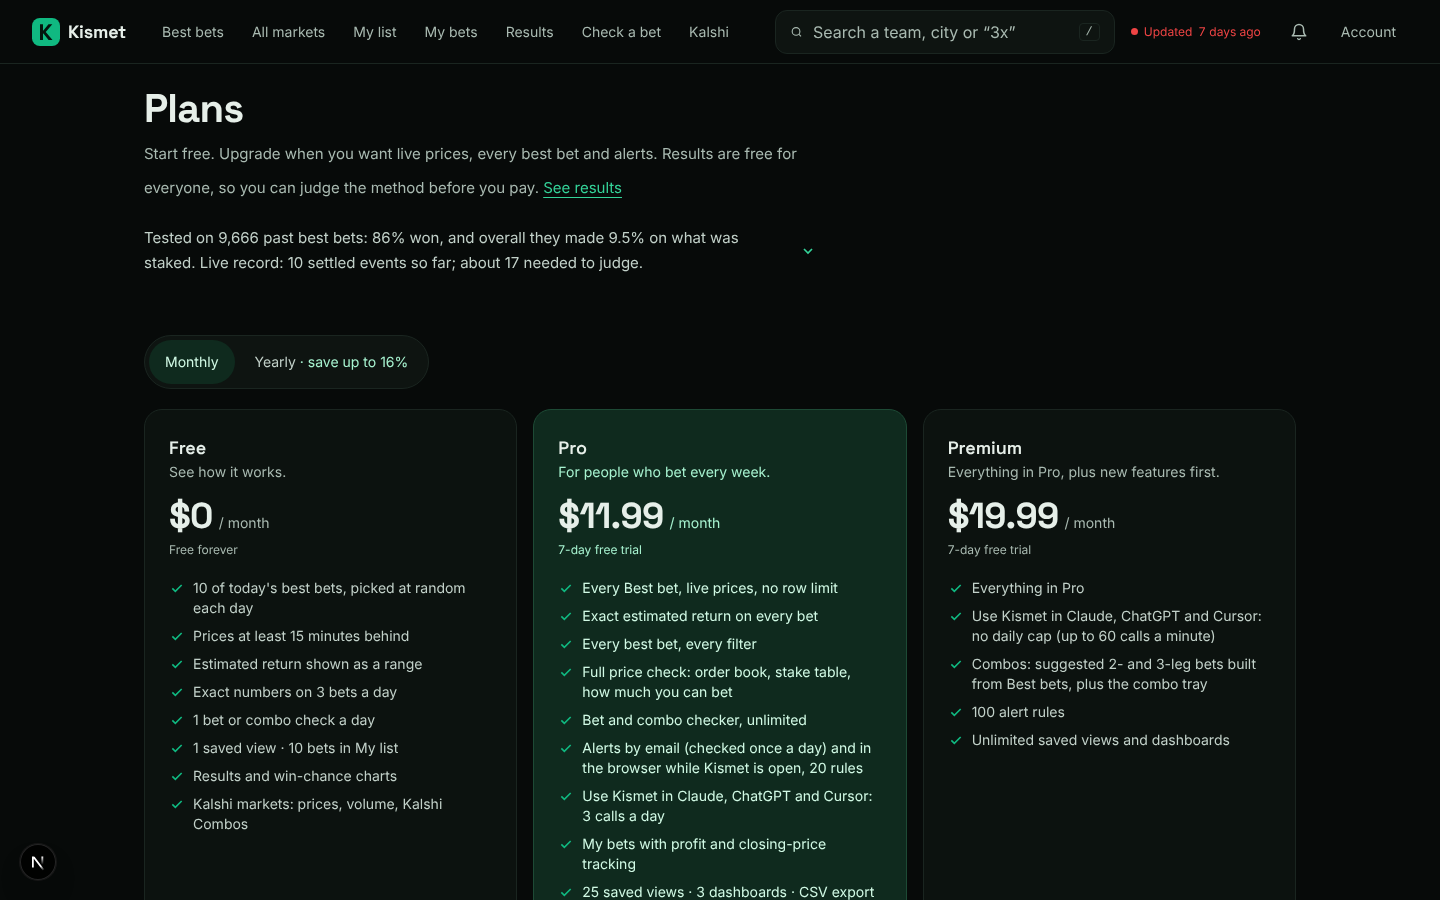 K Kismet
Best bets
All markets
My list
My bets
Results
Check a bet
Kalshi
Search a team, city or “3x”
/
Updated 7 days ago
Account
Plans
Start free. Upgrade when you want live prices, every best bet and alerts. Results are free for
everyone, so you can judge the method before you pay. See results
Tested on 9,666 past best bets: 86% won, and overall they made 9.5% on what was
staked. Live record: 10 settled events so far; about 17 needed to judge.
Monthly
Yearly · save up to 16%
Free
See how it works.
$0 / month
Free forever
10 of today's best bets, picked at random
each day
Prices at least 15 minutes behind
Estimated return shown as a range
Exact numbers on 3 bets a day
1 bet or combo check a day
1 saved view · 10 bets in My list
Results and win-chance charts
Kalshi markets: prices, volume, Kalshi
Combos
Pro
For people who bet every week.
$11.99 / month
7-day free trial
Every Best bet, live prices, no row limit
Exact estimated return on every bet
Every best bet, every filter
Full price check: order book, stake table,
how much you can bet
Bet and combo checker, unlimited
Alerts by email (checked once a day) and in
the browser while Kismet is open, 20 rules
Use Kismet in Claude, ChatGPT and Cursor:
3 calls a day
My bets with profit and closing-price
tracking
25 saved views · 3 dashboards · CSV export
Premium
Everything in Pro, plus new features first.
$19.99 / month
7-day free trial
Everything in Pro
Use Kismet in Claude, ChatGPT and Cursor:
no daily cap (up to 60 calls a minute)
Combos: suggested 2- and 3-leg bets built
from Best bets, plus the combo tray
100 alert rules
Unlimited saved views and dashboards
N